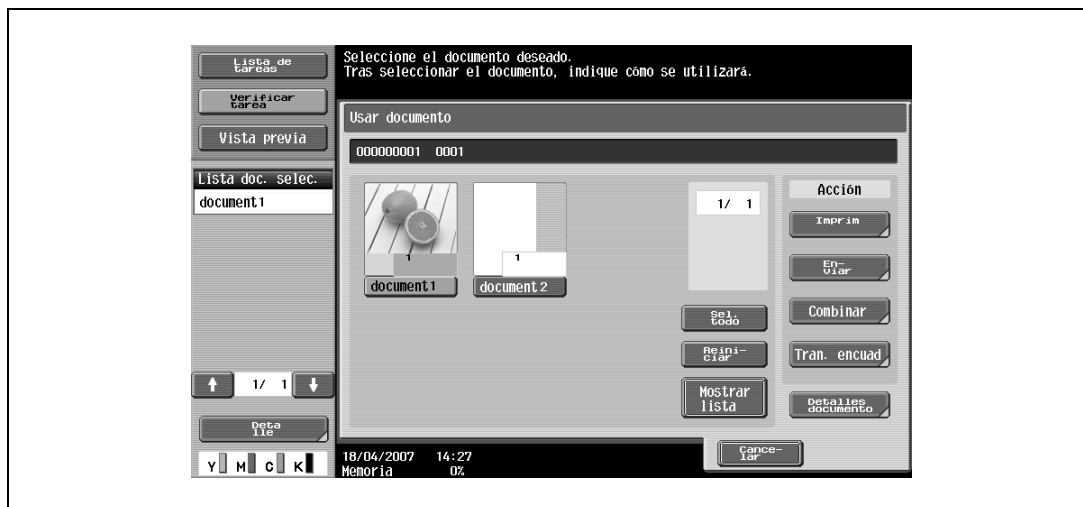 Lista de
tareas
Verificar
tarea
Vista previa
Lista doc. selec.
document1
1/ 1
Deta
lle
Y M C K
Seleccione el documento deseado.
Tras seleccionar el documento, indique cómo se utilizará.
Usar documento
000000001 0001
1
document1
1
document2
1/ 1
Sel.
todo
Reini-
ciar
Mostrar
lista
Acción
Imprim
En-
viar
Combinar
Tran. encuad
Detalles
documento
Cance-
lar
18/04/2007 14:27
Memoria 0%